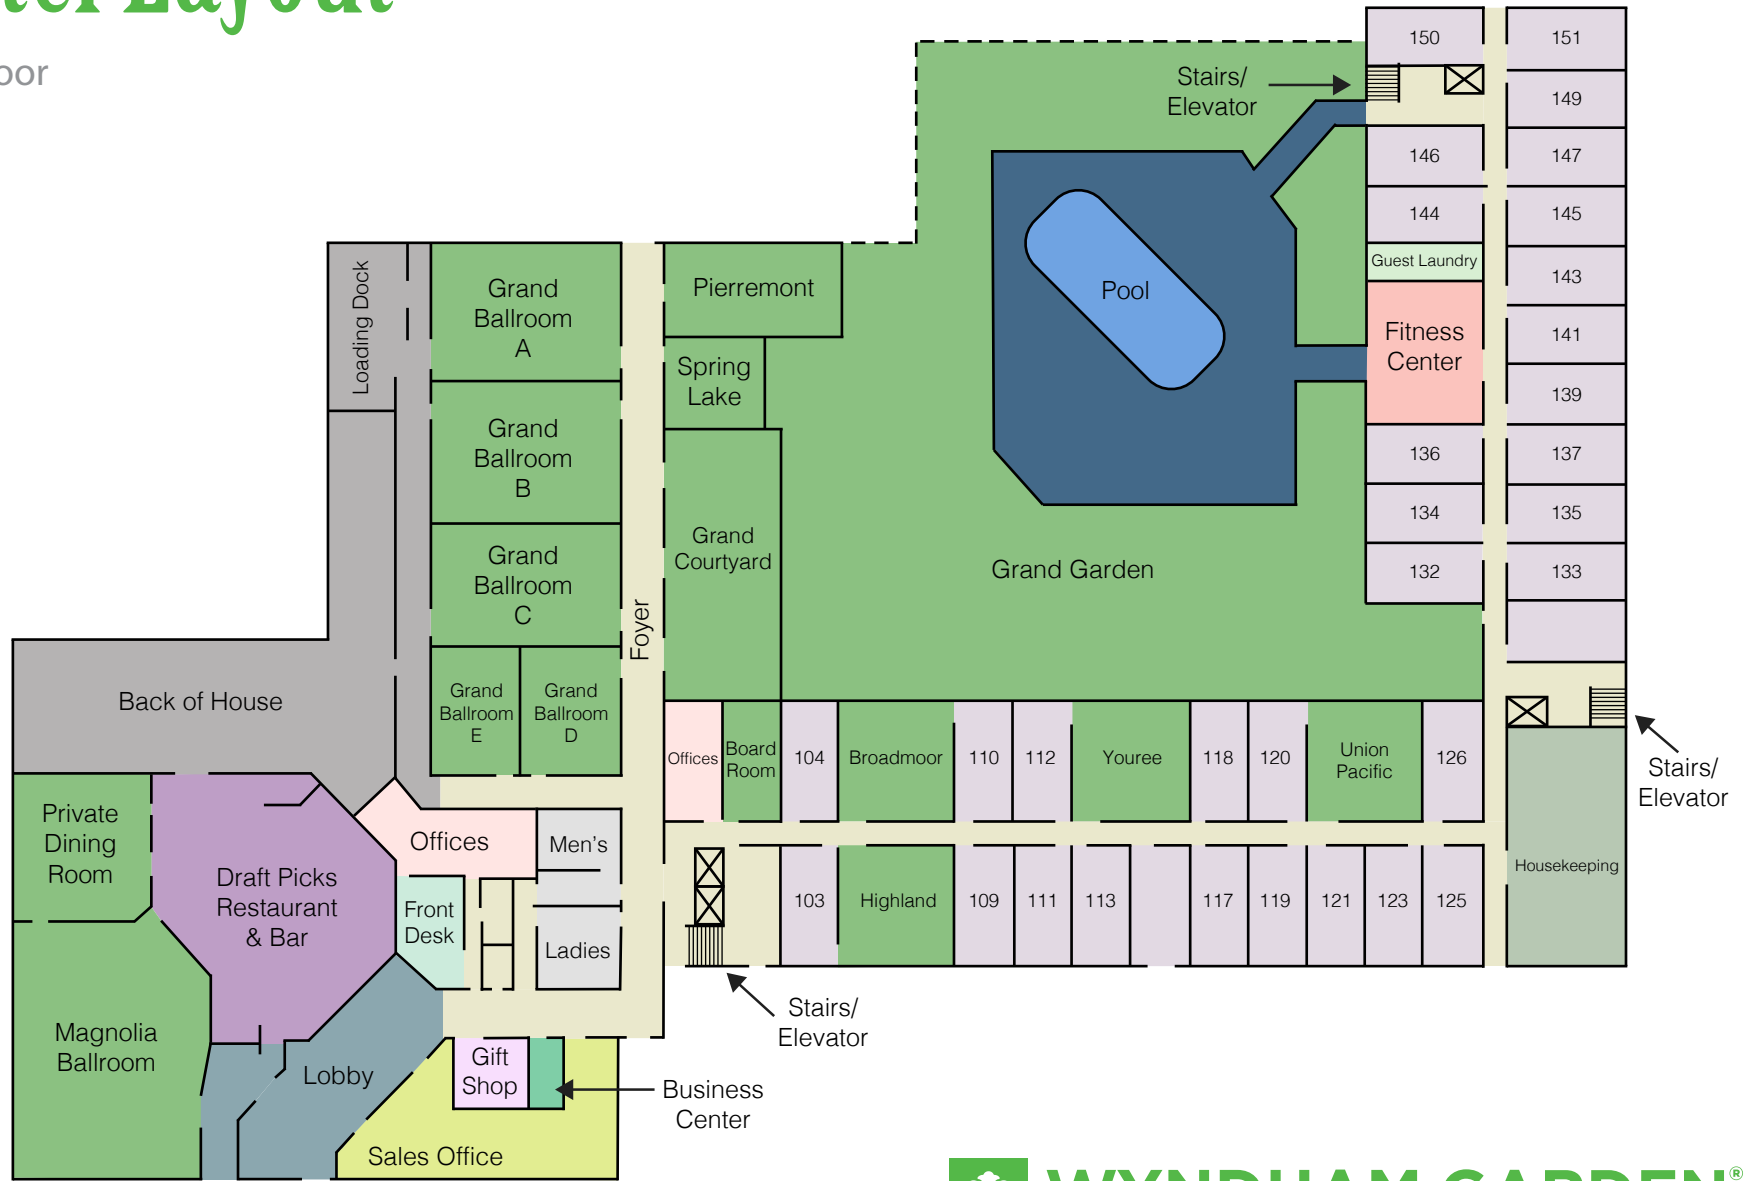 Layout
150
151
Stairs/
Elevator
149
146
147
144
145
Guest Laundry
143
Loading Dock
Grand
Ballroom
A
Pierremont
Pool
Fitness
Center
141
Spring
Lake
139
Grand
Ballroom
B
136
137
134
135
Grand
Ballroom
C
Grand
Courtyard
Grand Garden
132
133
Foyer
Back of House
Grand
Ballroom
E
Grand
Ballroom
D
Offices
Board
Room
104
Broadmoor
110
112
Youree
118
120
Union
Pacific
126
Stairs/
Elevator
Private
Dining
Room
Offices
Men's
Draft Picks
Restaurant
& Bar
Front
Desk
Ladies
103
Highland
109
111
113
117
119
121
123
125
Housekeeping
Stairs/
Elevator
Magnolia
Ballroom
Lobby
Gift
Shop
Business
Center
Sales Office
WYNDHAM GARDEN®